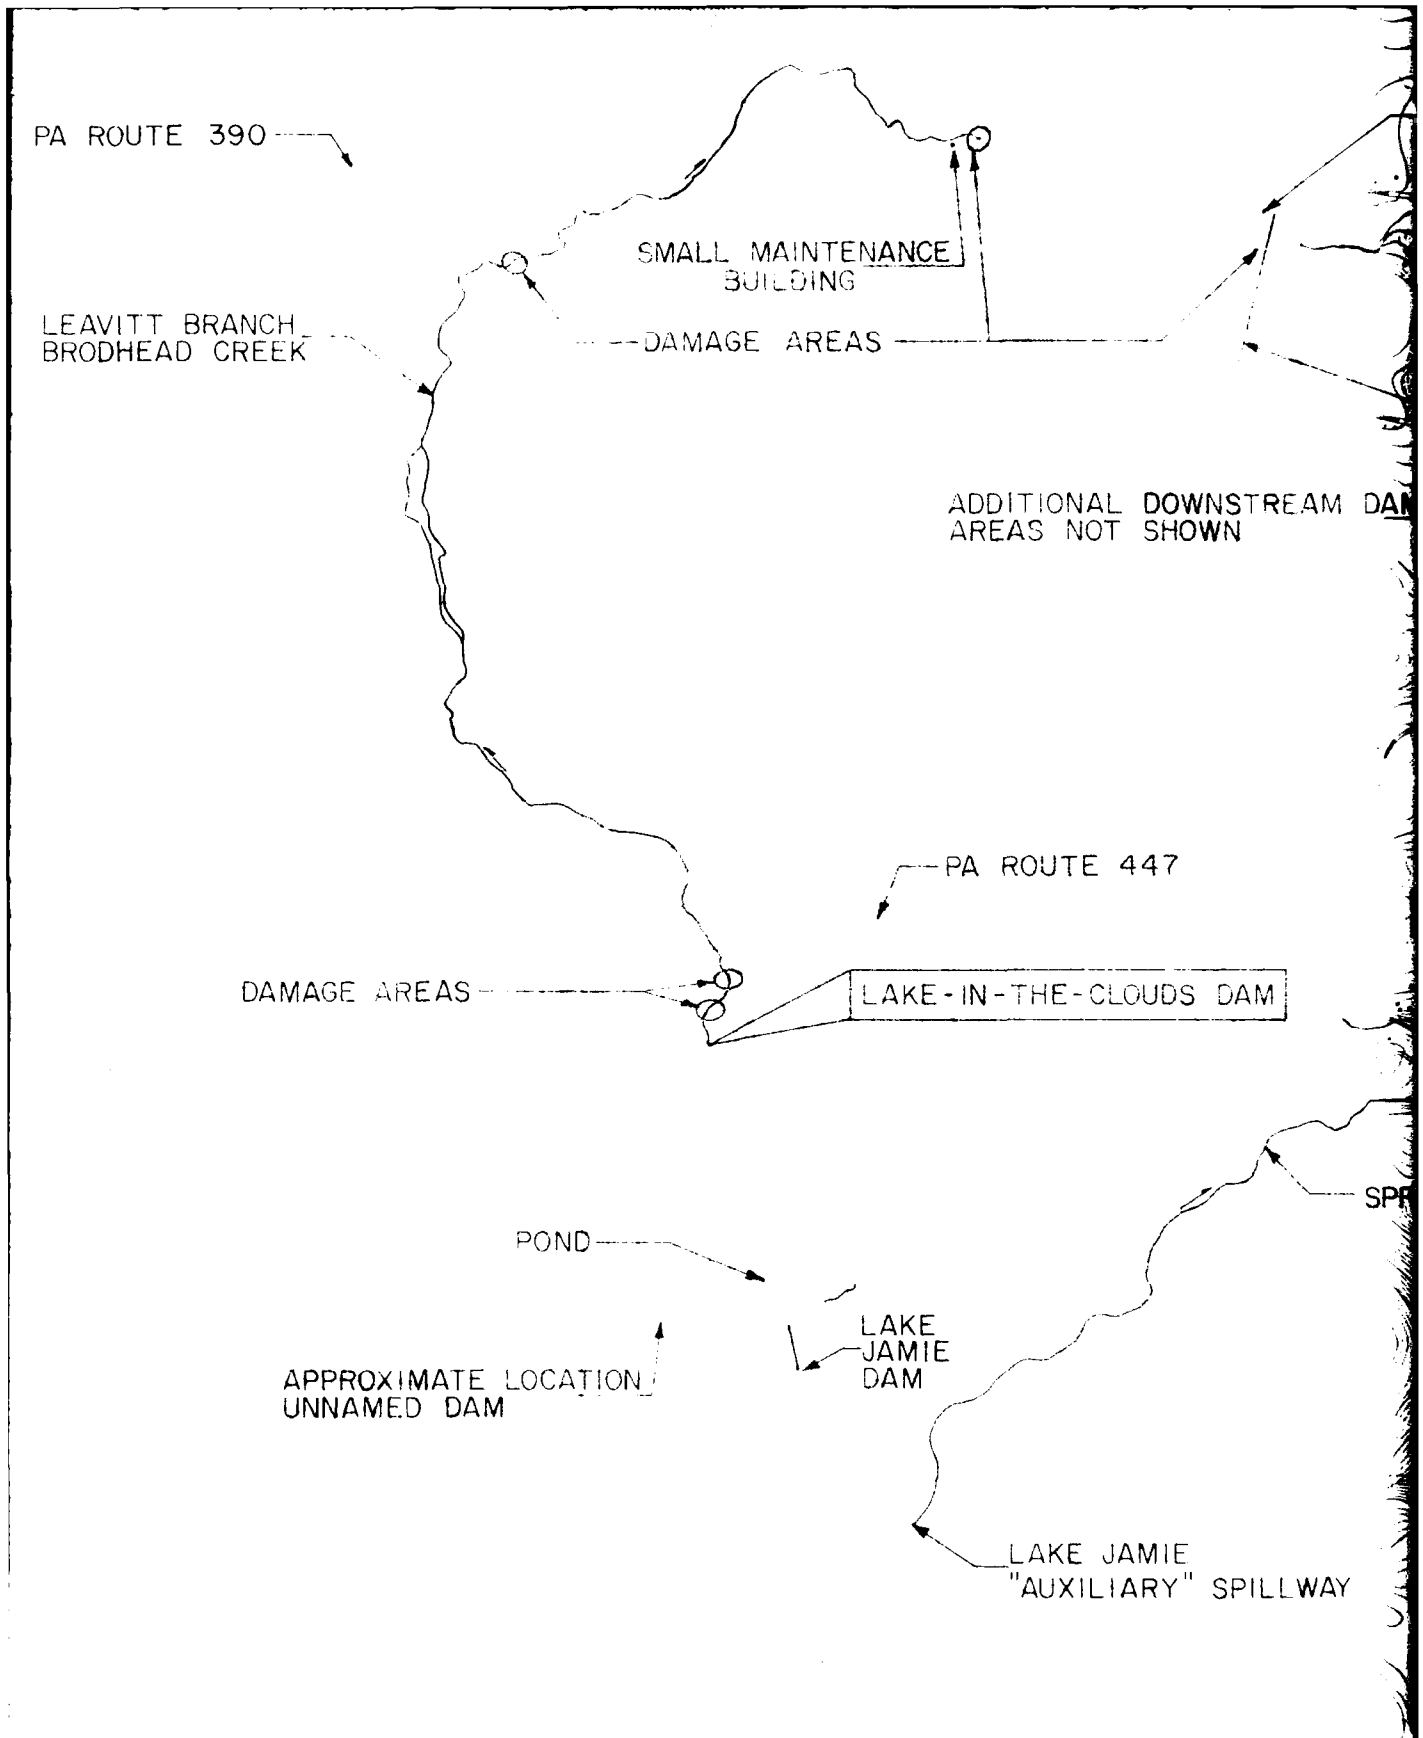 PA ROUTE 390
SMALL MAINTENANCE
BUILDING
LEAVITT BRANCH
BRODHEAD CREEK
DAMAGE AREAS
ADDITIONAL DOWNSTREAM
AREAS NOT SHOWN
PA ROUTE 447
DAMAGE AREAS
LAKE-IN-THE-CLOUDS DAM
POND
LAKE
JAMIE
DAM
APPROXIMATE LOCATION
UNNAMED DAM
LAKE JAMIE
"AUXILIARY" SPILLWAY